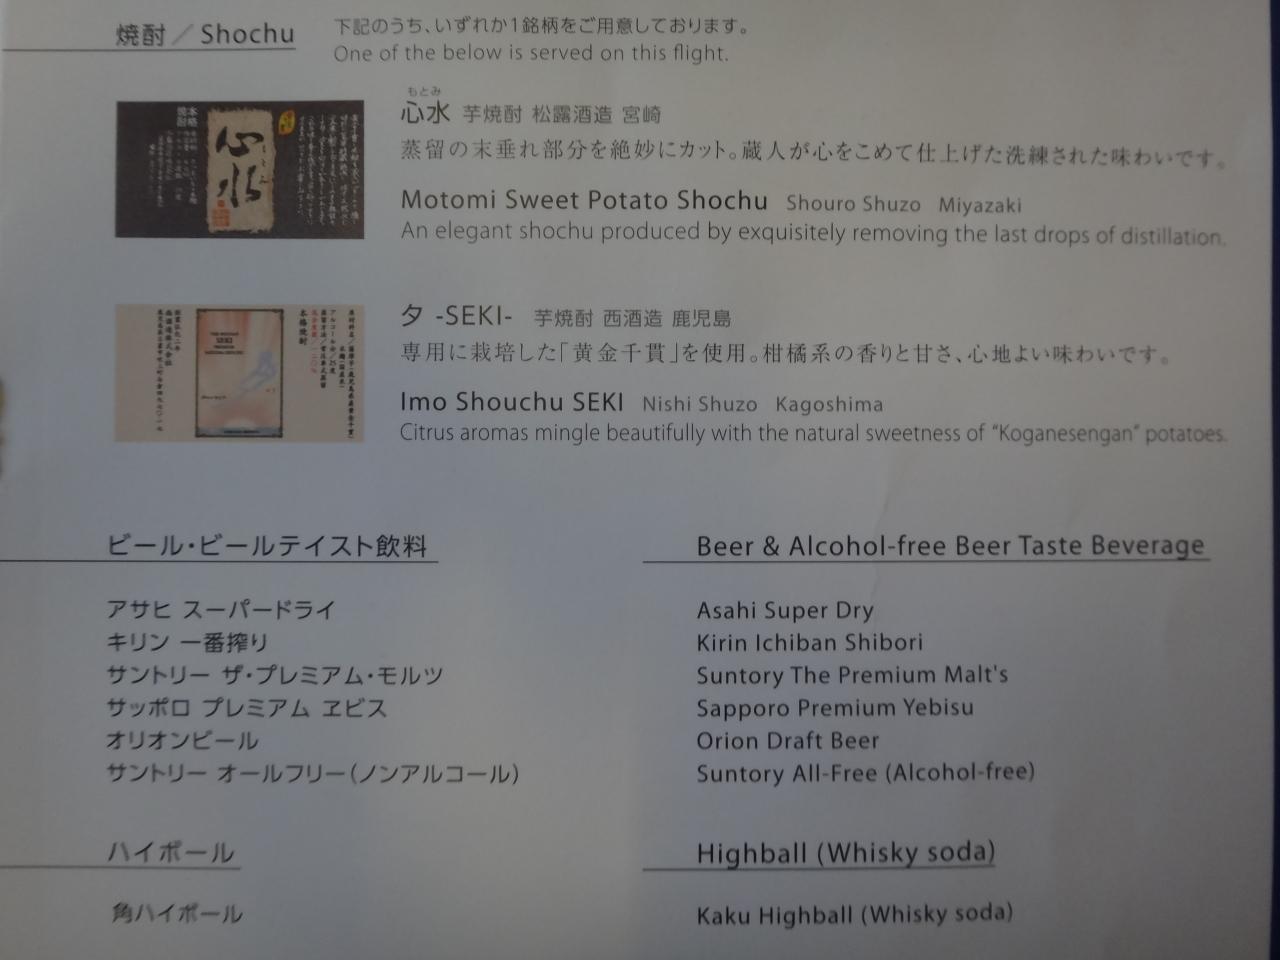 焼酎／Shochu
下記のうち、いずれか1銘柄をご用意しております。
One of the below is served on this flight.
もとみ
心水 芋焼酎 松露酒造 宮崎
蒸留の末垂れ部分を絶妙にカット。蔵人が心をこめて仕上げた洗練された味わいです。
Motomi Sweet Potato Shochu Shouro Shuzo Miyazaki
An elegant shochu produced by exquisitely removing the last drops of distillation.
本格
焼酎
心水
夕 -SEKI- 芋焼酎 西酒造 鹿児島
専用に栽培した「黄金千貫」を使用。柑橘系の香りと甘さ、心地よい味わいです。
Imo Shouchu SEKI Nishi Shuzo Kagoshima
Citrus aromas mingle beautifully with the natural sweetness of "Koganesengan" potatoes.
本格焼酎
SEKI
ビール・ビールテイスト飲料
Beer & Alcohol-free Beer Taste Beverage
アサヒ スーパードライ
Asahi Super Dry
キリン 一番搾り
Kirin Ichiban Shibori
サントリー ザ・プレミアム・モルツ
Suntory The Premium Malt's
サッポロ プレミアム ヱビス
Sapporo Premium Yebisu
オリオンビール
Orion Draft Beer
サントリー オールフリー（ノンアルコール）
Suntory All-Free (Alcohol-free)
ハイボール
Highball (Whisky soda)
角ハイボール
Kaku Highball (Whisky soda)